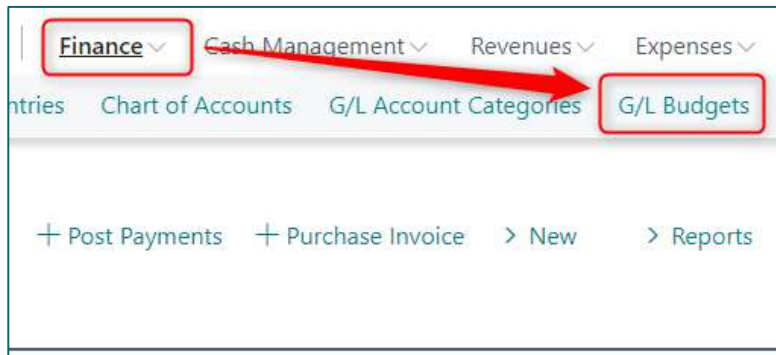 Finance Cash Management Revenues Expenses
ntries Chart of Accounts G/L Account Categories G/L Budgets
+ Post Payments + Purchase Invoice > New > Reports